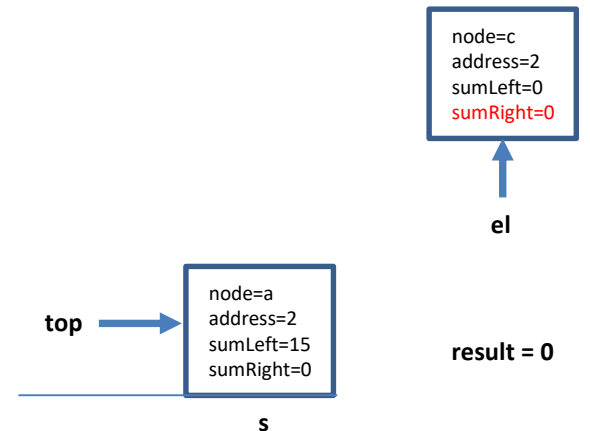 node=c
address=2
sumLeft=0
sumRight=0
el
node=a
address=2
sumLeft=15
sumRight=0
top
result = 0
s